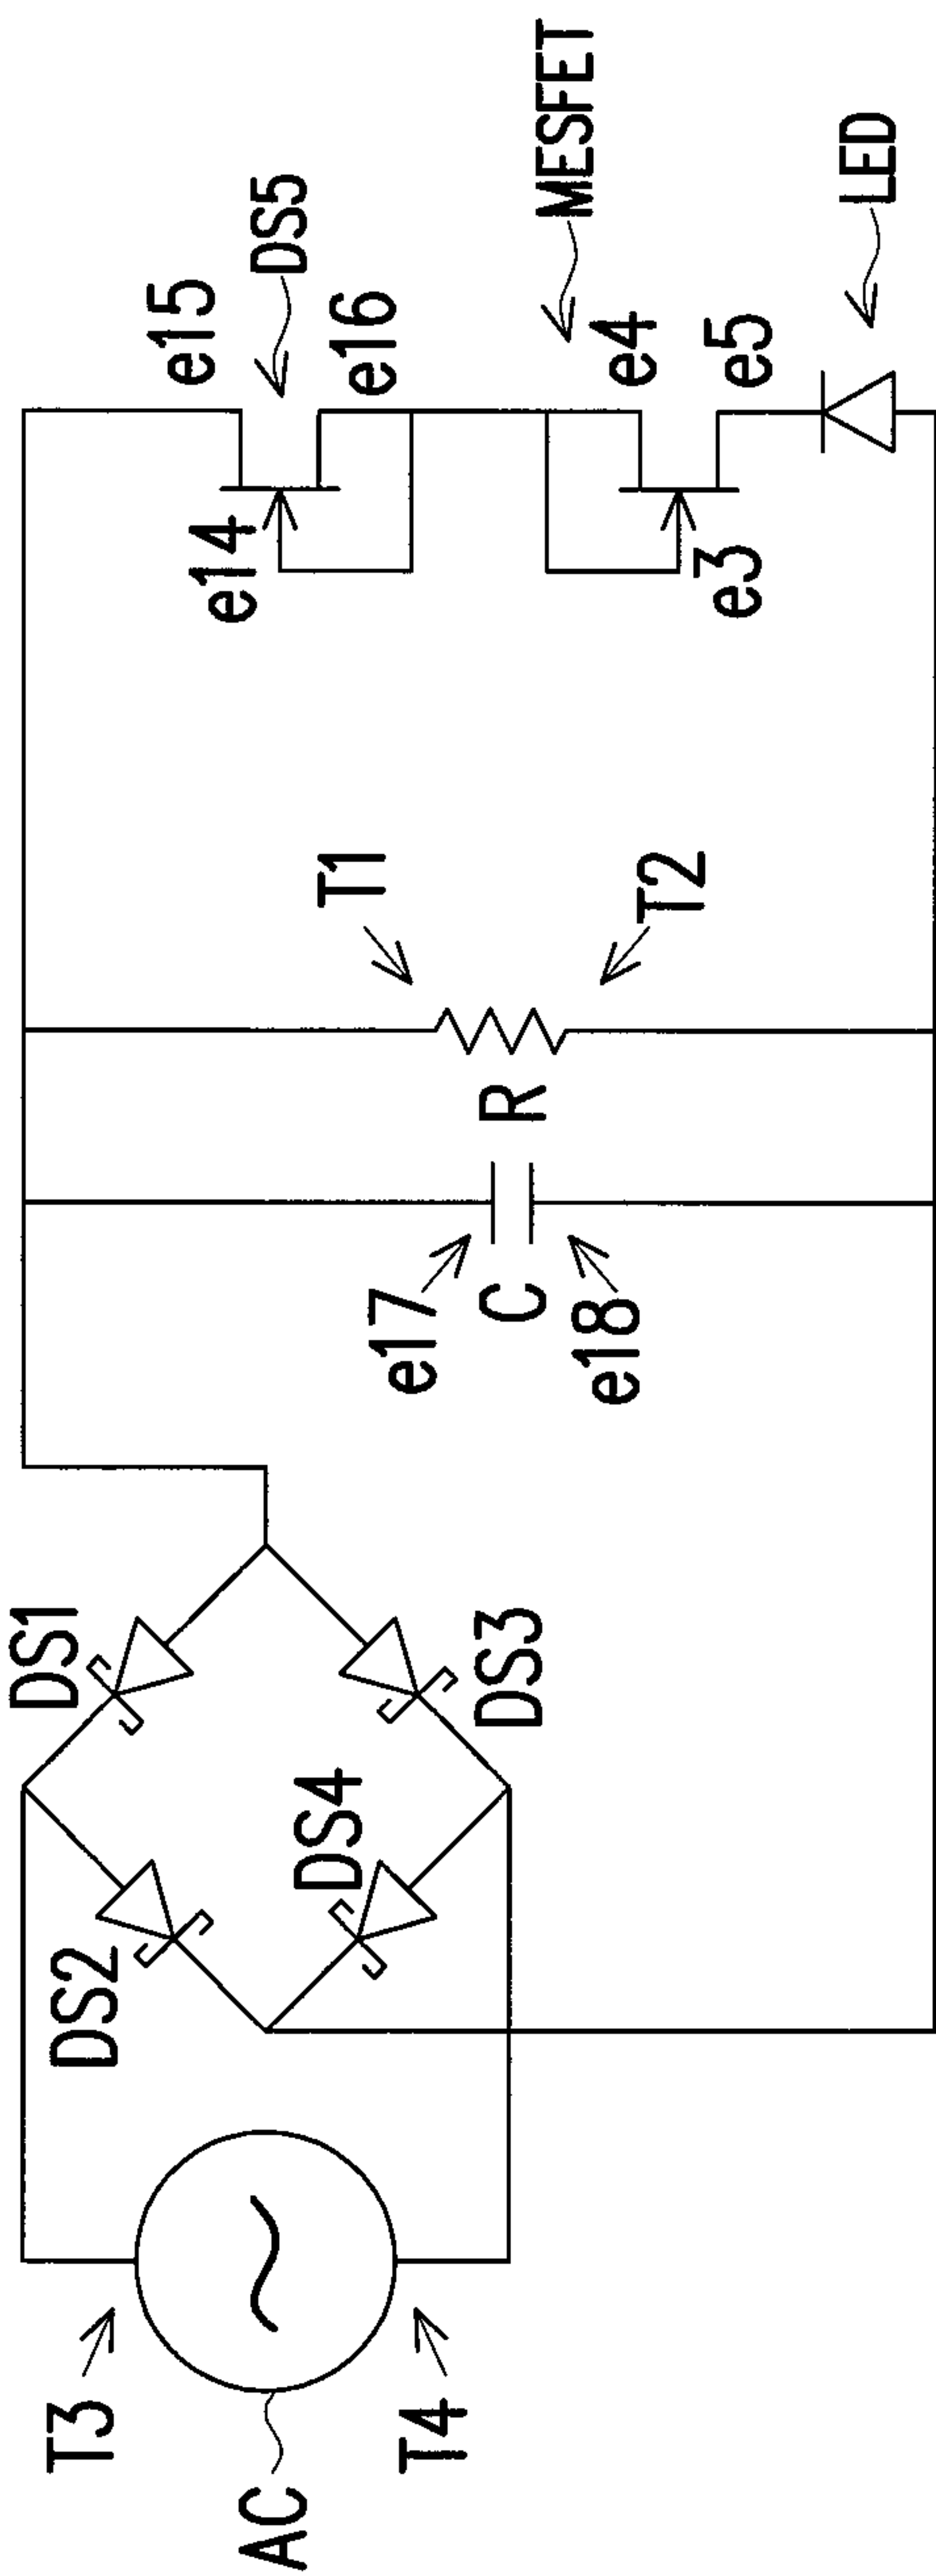 T3
AC
T4
DS2
DS1
DS4
DS3
e17
C
e18
R
T1
T2
e15
e14
DS5
e16
MESFET
e4
e3
e5
LED